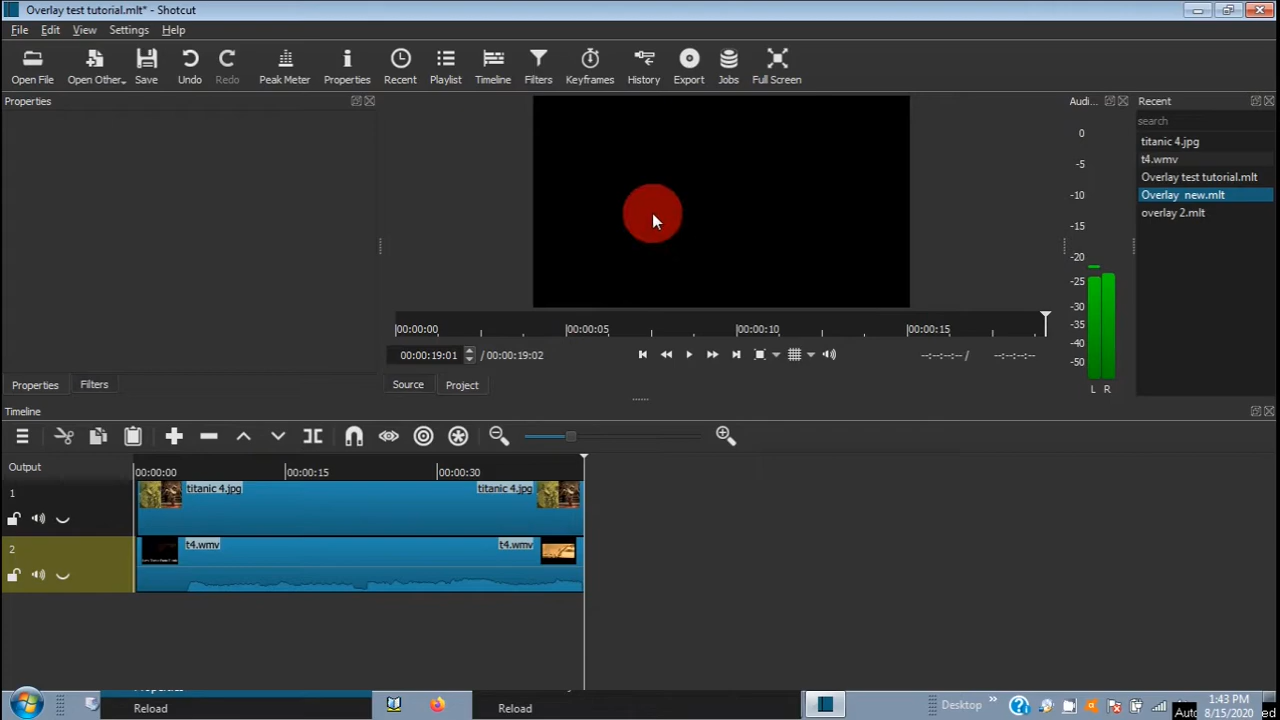 Overlay test tutorial.mlt* - Shotcut
File Edit View Settings Help
Open File Open Other.. Save Undo Redo Peak Meter Properties Recent Playlist Timeline Filters Keyframes History Export Jobs Full Screen
Properties
Audi...
Recent
search
titanic 4.jpg
t4.wmv
Overlay test tutorial.mlt
Overlay new.mlt
overlay 2.mlt
0
-5
-10
-15
-20
-25
-30
-35
-40
-50
L R
|00:00:00 |00:00:05 |00:00:10 |00:00:15
00:00:19:01 / 00:00:19:02 --:--:--:-- / --:--:--:--
Properties Filters
Source Project
Timeline
Output
00:00:00 |00:00:15 |00:00:30
1
titanic 4.jpg titanic 4.jpg
2
t4.wmv t4.wmv
Reload
Reload
Desktop
1:43 PM
8/15/2020